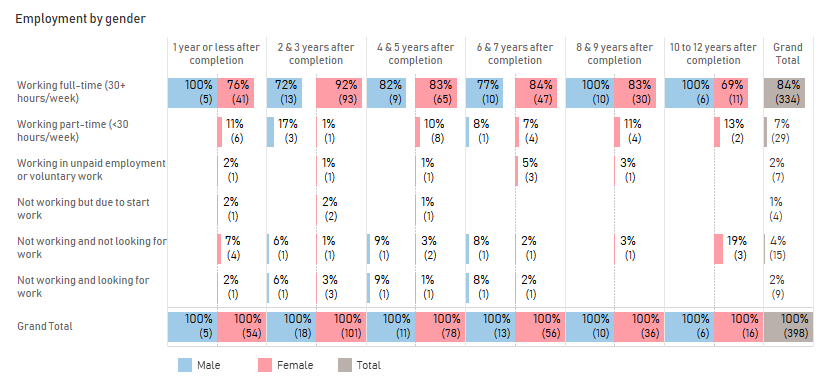 Employment by gender
1 year or less after completion 2 & 3 years after completion 4 & 5 years after completion 6 & 7 years after completion 8 & 9 years after completion 10 to 12 years after completion Grand Total
Working full-time (30+ hours/week) 100% (5) 76% (41) 72% (13) 92% (93) 82% (9) 83% (65) 77% (10) 84% (47) 100% (10) 83% (30) 100% (6) 69% (11) 84% (334)
Working part-time (<30 hours/week) 11% (6) 17% (3) 1% (1) 10% (8) 8% (1) 7% (4) 11% (4) 13% (2) 7% (29)
Working in unpaid employment or voluntary work 2% (1) 1% (1) 1% (1) 5% (3) 3% (1) 2% (7)
Not working but due to start work 2% (1) 2% (2) 1% (1) 1% (4)
Not working and not looking for work 7% (4) 6% (1) 1% (1) 9% (1) 3% (2) 8% (1) 2% (1) 3% (1) 19% (3) 4% (15)
Not working and looking for work 2% (1) 6% (1) 3% (3) 9% (1) 1% (1) 8% (1) 2% (1) 2% (9)
Grand Total 100% (5) 100% (54) 100% (18) 100% (101) 100% (11) 100% (78) 100% (13) 100% (56) 100% (10) 100% (36) 100% (6) 100% (16) 100% (398)
Male Female Total